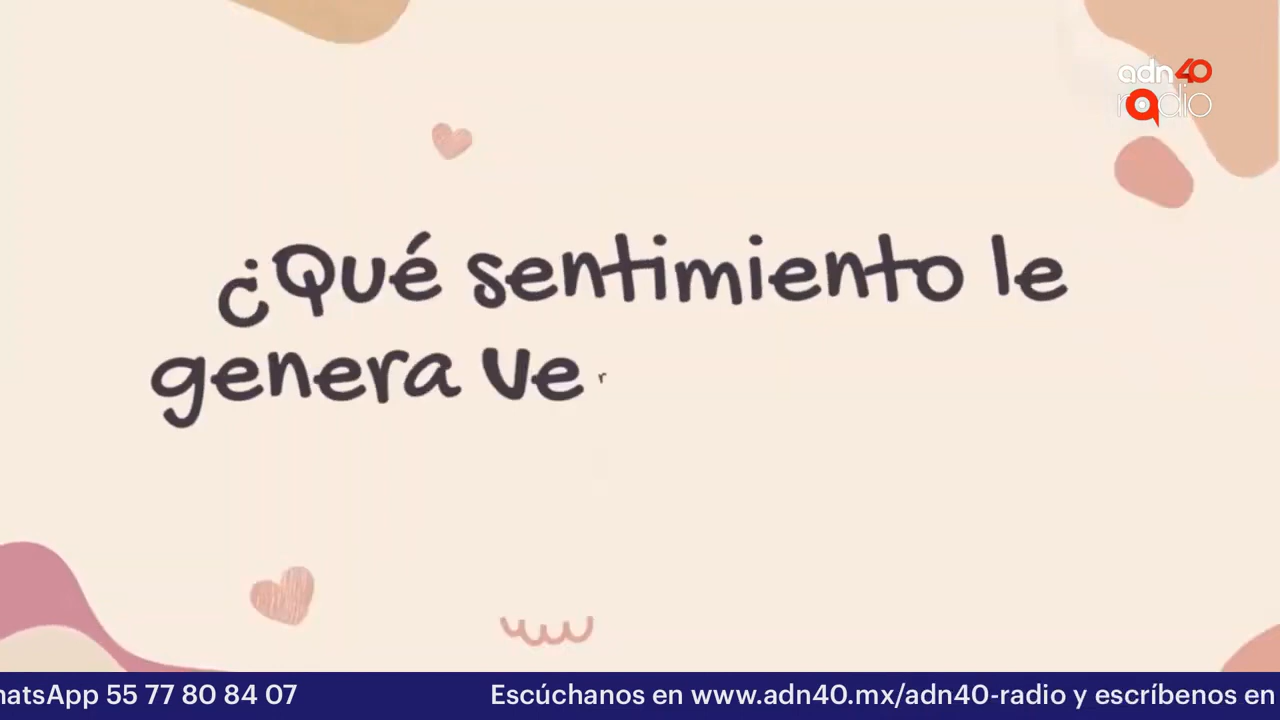 adn40
radio
¿Qué sentimiento le
genera ver
hatsApp 55 77 80 84 07 Escúchanos en www.adn40.mx/adn40-radio y escríbenos en